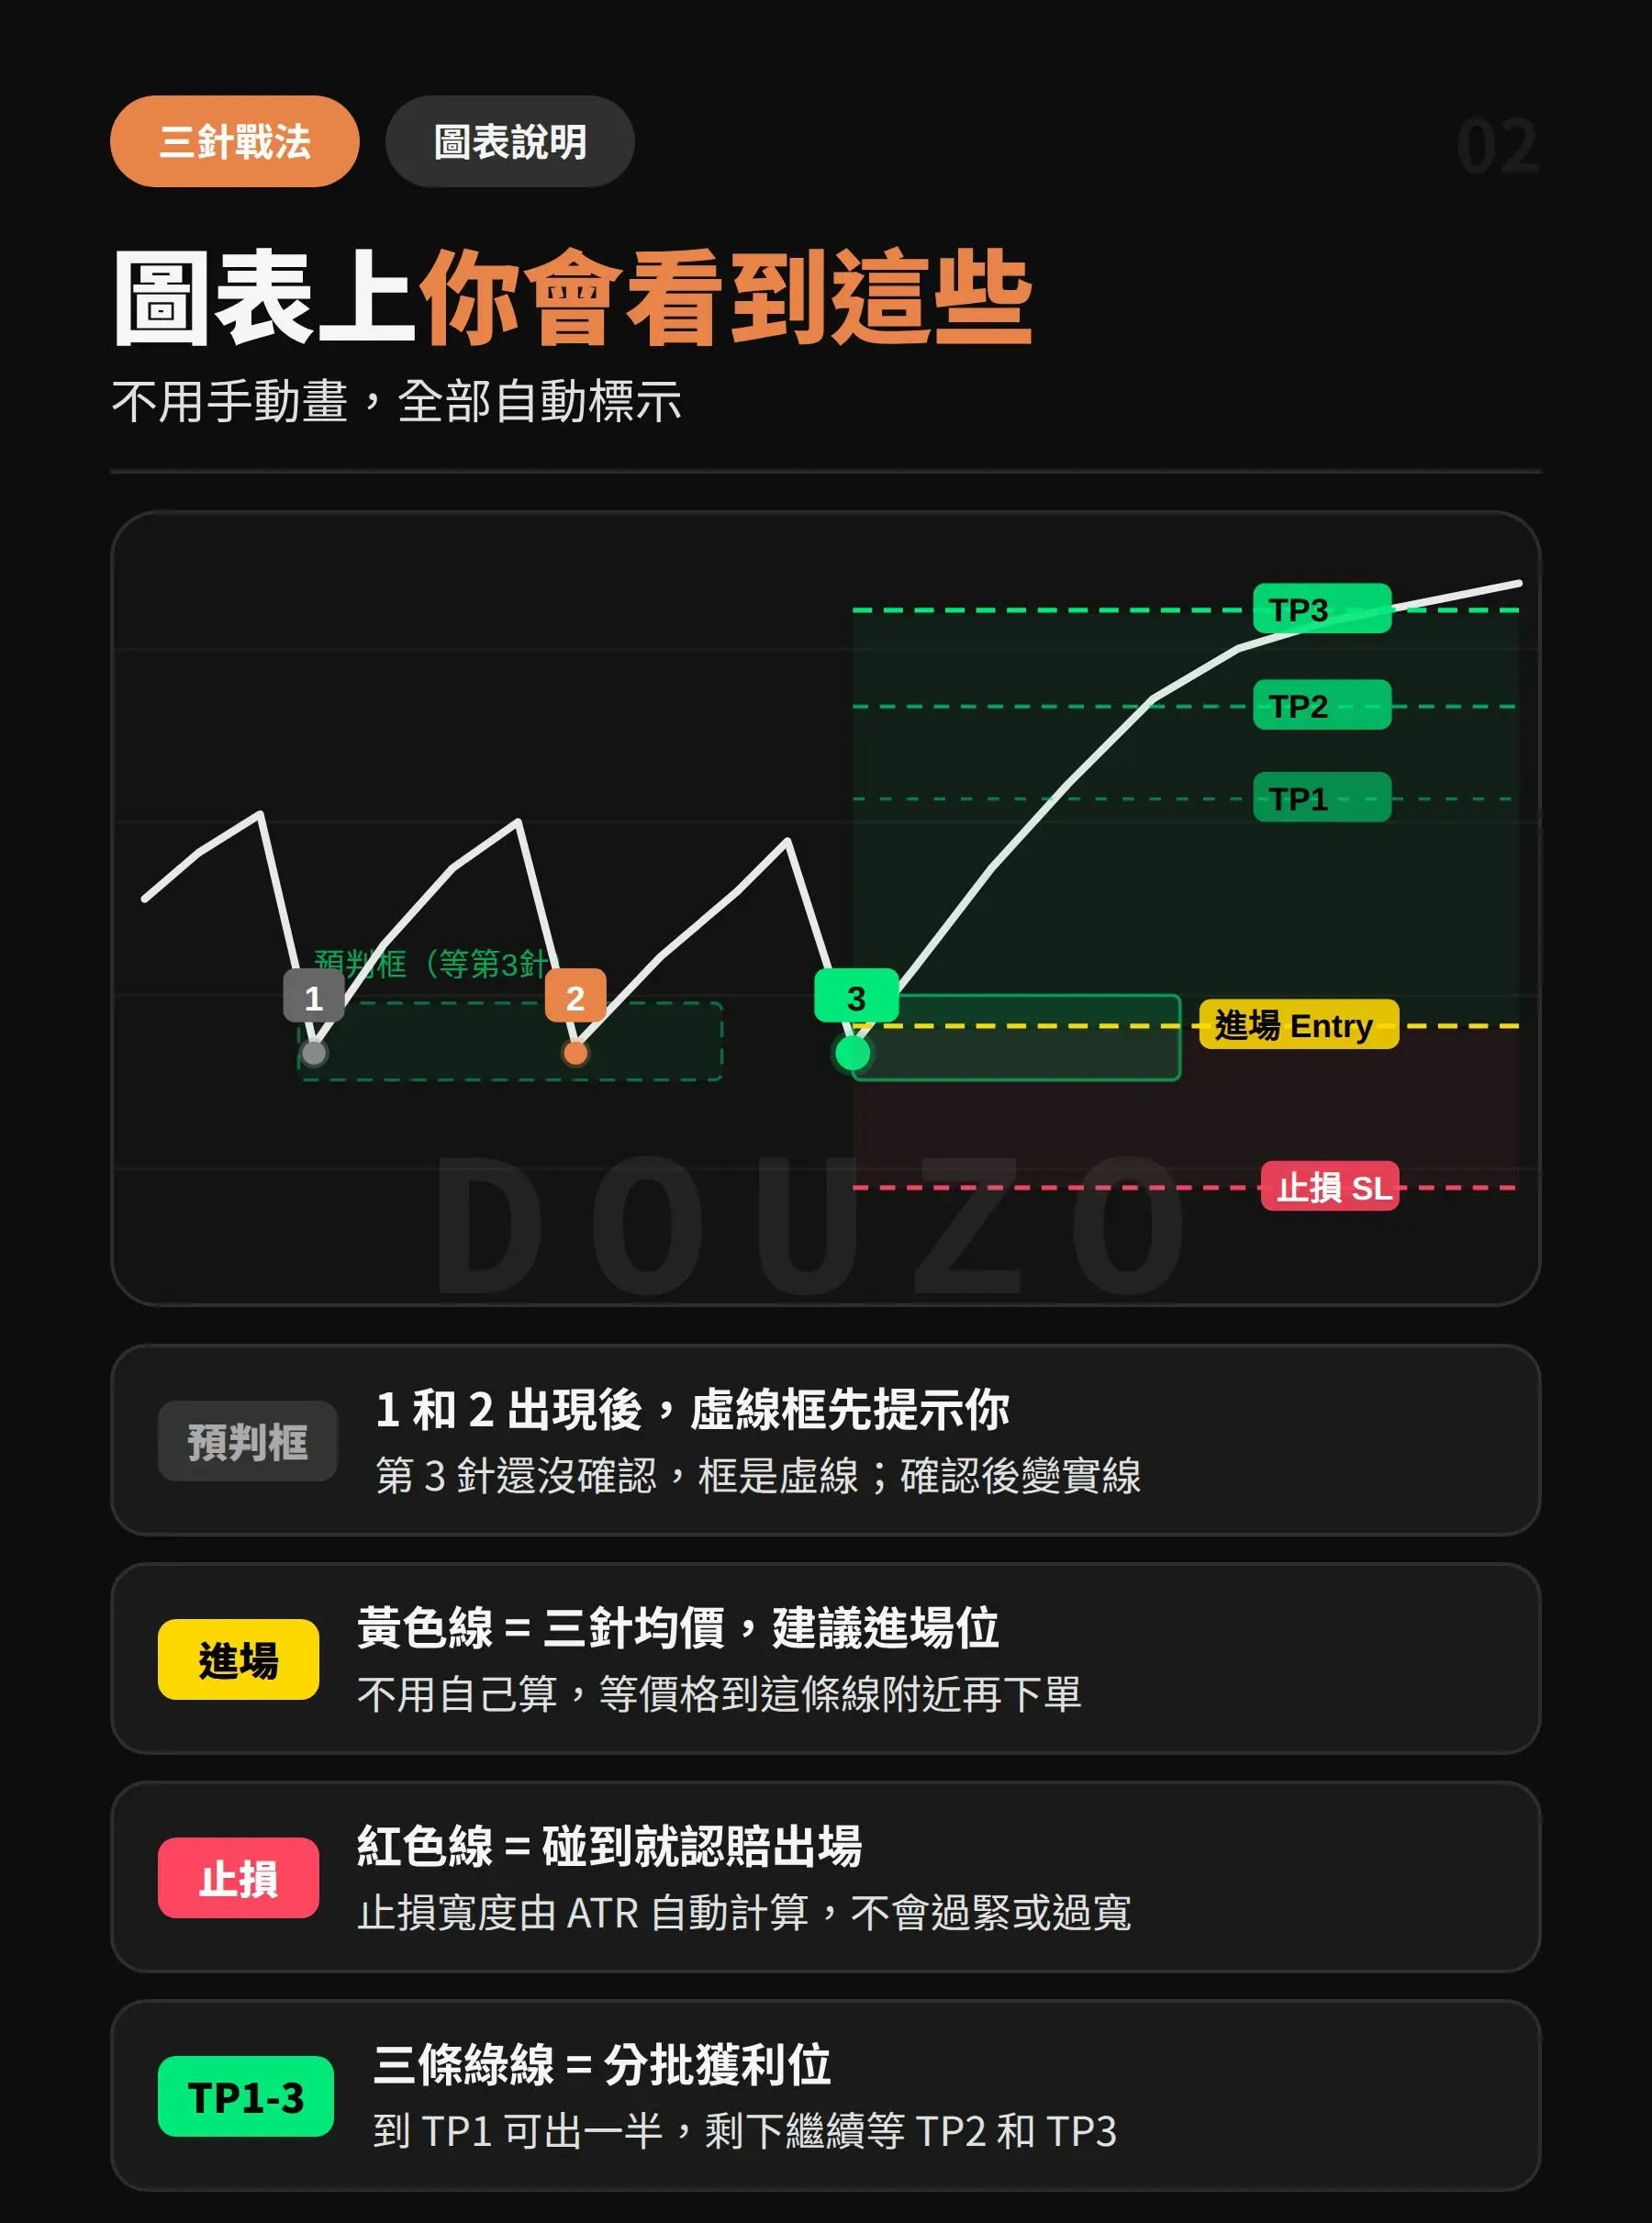 三針戰法
圖表說明
02
圖表上你會看到這些
不用手動畫，全部自動標示
TP3
TP2
TP1
預判框（等第3針
1
2
3
進場 Entry
止損 SL
DOUZO
預判框
1 和 2 出現後，虛線框先提示你
第 3 針還沒確認，框是虛線；確認後變實線
進場
黃色線 = 三針均價，建議進場位
不用自己算，等價格到這條線附近再下單
止損
紅色線 = 碰到就認賠出場
止損寬度由 ATR 自動計算，不會過緊或過寬
TP1-3
三條綠線 = 分批獲利位
到 TP1 可出一半，剩下繼續等 TP2 和 TP3